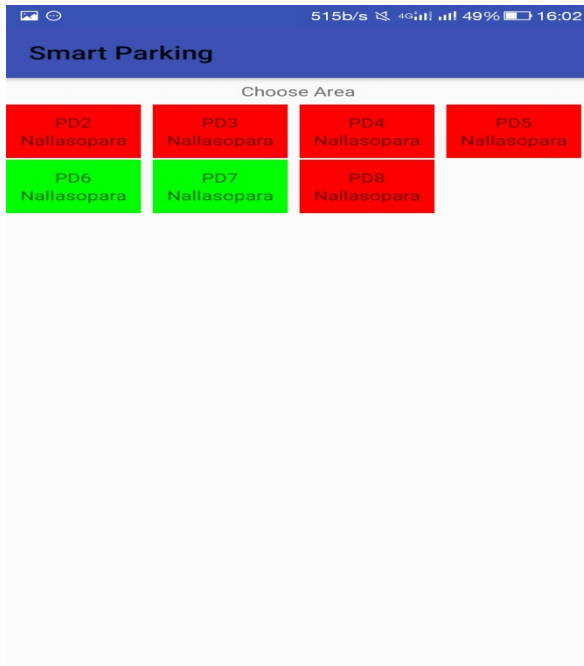 515b/s 4G 49% 16:02
Smart Parking
Choose Area
PD2 PD3 PD4 PD5
Nallasopara Nallasopara Nallasopara Nallasopara
PD6 PD7 PD8
Nallasopara Nallasopara Nallasopara